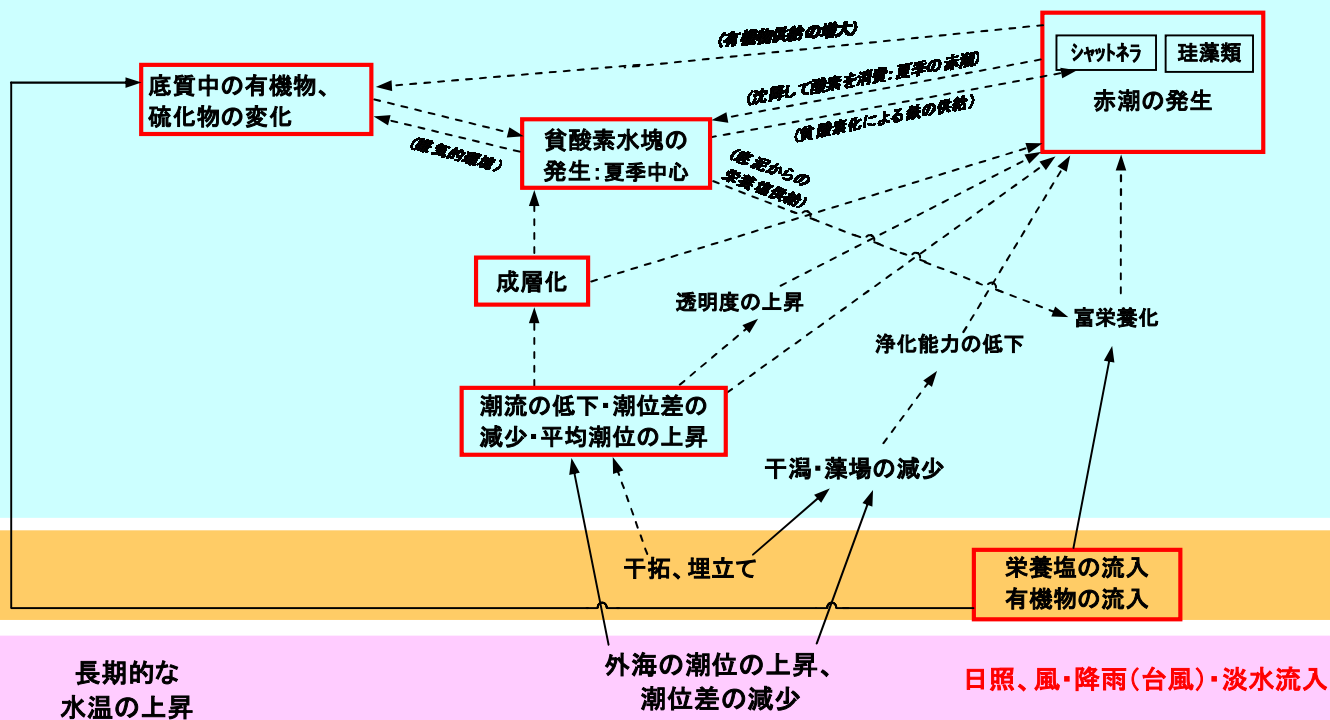 (有機物供給の増大)
シャットネラ
珪藻類
赤潮の発生
底質中の有機物、
硫化物の変化
(沈降して酸素を消費:夏季の赤潮)
(貧酸素化による鉄の供給)
(嫌気的環境)
貧酸素水塊の
発生:夏季中心
(底泥からの
栄養塩供給)
成層化
透明度の上昇
富栄養化
浄化能力の低下
潮流の低下・潮位差の
減少・平均潮位の上昇
干潟・藻場の減少
干拓、埋立て
栄養塩の流入
有機物の流入
長期的な
水温の上昇
外海の潮位の上昇、
潮位差の減少
日照、風・降雨(台風)・淡水流入